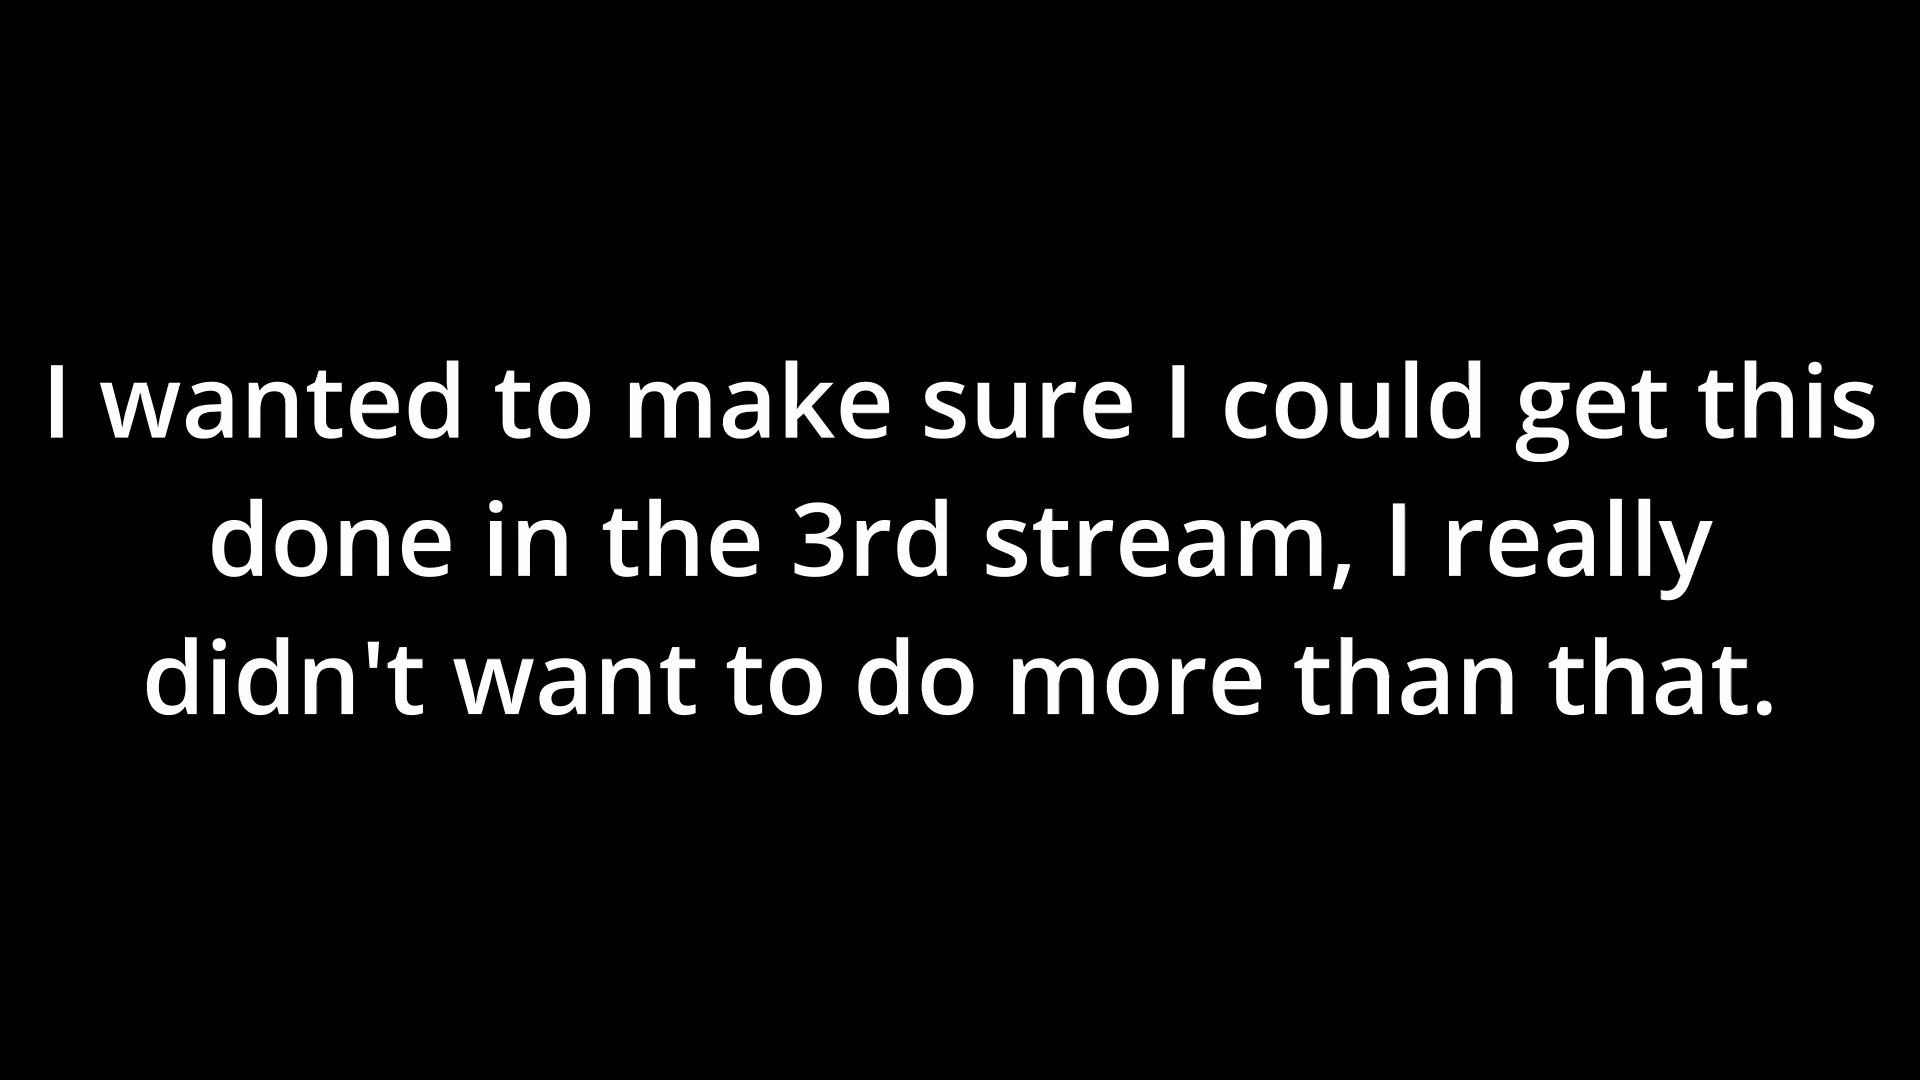 I wanted to make sure I could get this
done in the 3rd stream, I really
didn't want to do more than that.